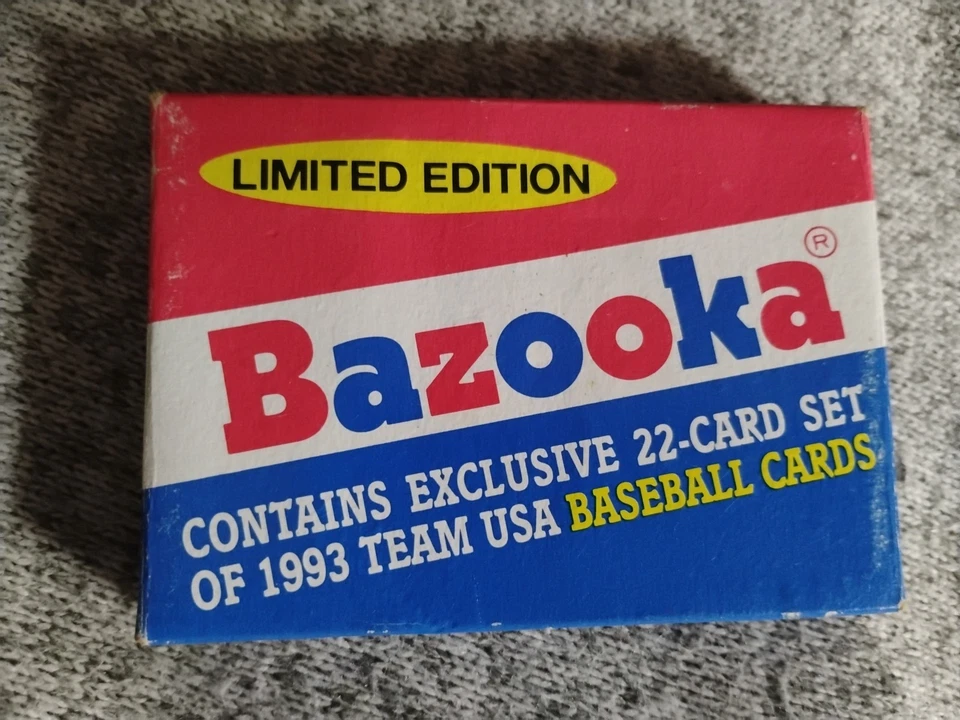 LIMITED EDITION
Bazooka®
CONTAINS EXCLUSIVE 22-CARD SET
OF 1993 TEAM USA BASEBALL CARDS